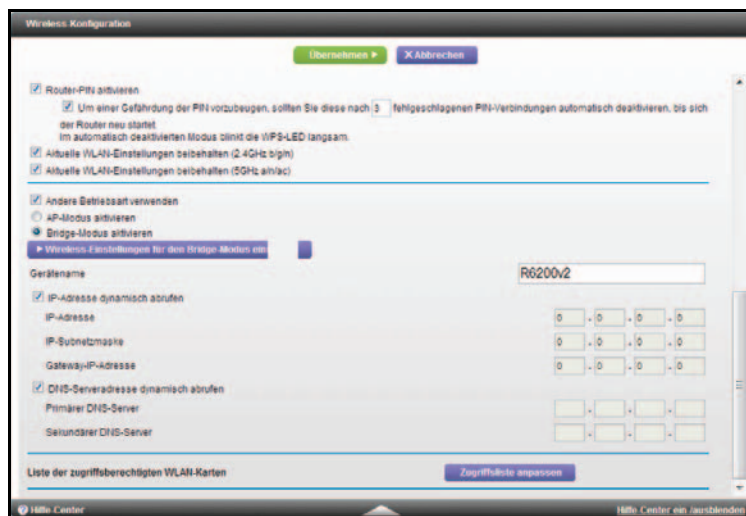 Wireless-Konfiguration
Übernehmen ▶ X Abbrechen
Router-PIN aktivieren
Um einer Gefährdung der PIN vorzubeugen, sollten Sie diese nach 3 fehlgeschlagenen PIN-Verbindungen automatisch deaktivieren, bis sich
der Router neu startet.
Im automatisch deaktivierten Modus blinkt die WPS-LED langsam.
Aktuelle WLAN-Einstellungen beibehalten (2.4GHz b/g/n)
Aktuelle WLAN-Einstellungen beibehalten (5GHz a/n/ac)
Andere Betriebsart verwenden
AP-Modus aktivieren
Bridge-Modus aktivieren
▶ Wireless-Einstellungen für den Bridge-Modus ein
Gerätename R6200v2
IP-Adresse dynamisch abrufen
IP-Adresse 0 . 0 . 0 . 0
IP-Subnetzmaske 0 . 0 . 0 . 0
Gateway-IP-Adresse 0 . 0 . 0 . 0
DNS-Serveradresse dynamisch abrufen
Primärer DNS-Server . . .
Sekundärer DNS-Server . . .
Liste der zugriffsberechtigten WLAN-Karten Zugriffsliste anpassen
? Hilfe-Center Hilfe-Center ein-/ausblenden